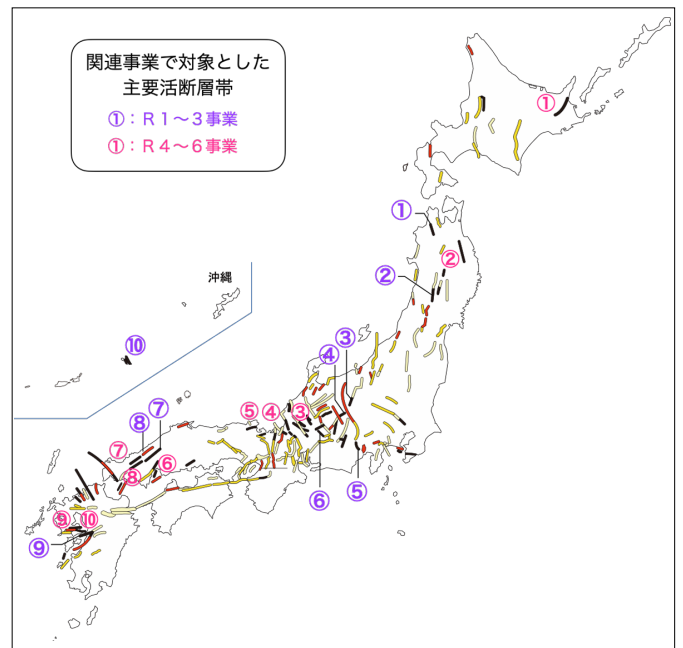 関連事業で対象とした
主要活断層帯
①：Ｒ１～３事業
①：Ｒ４～６事業
①
①
②
②
沖縄
⑩
③
④
⑤ ④ ③
⑦
⑧
⑦
⑥
⑧
⑥
⑤
⑨ ⑩
⑨